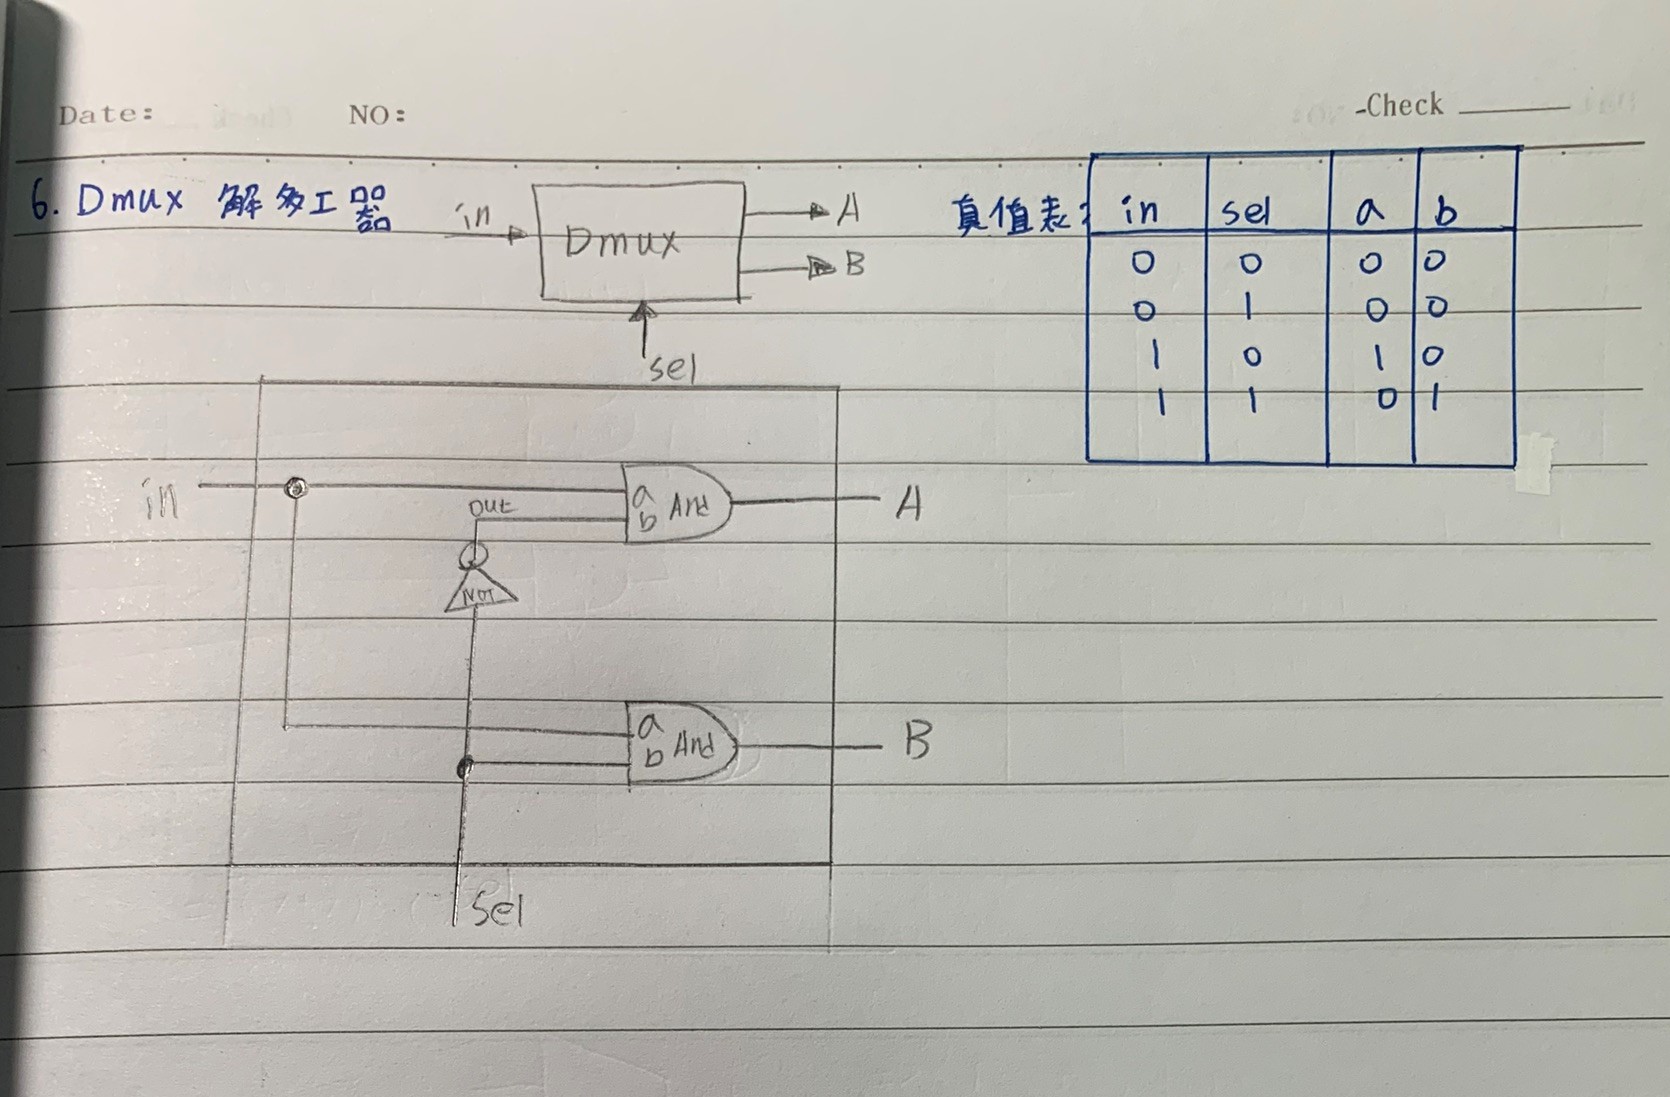 Date: NO: -Check
6. Dmux 解多工器
in
Dmux
A
B
sel
真值表:
in sel a b
0 0 0 0
0 1 0 0
1 0 1 0
1 1 0 1
in
out
a
b
And
A
NOT
a
b
And
B
Sel